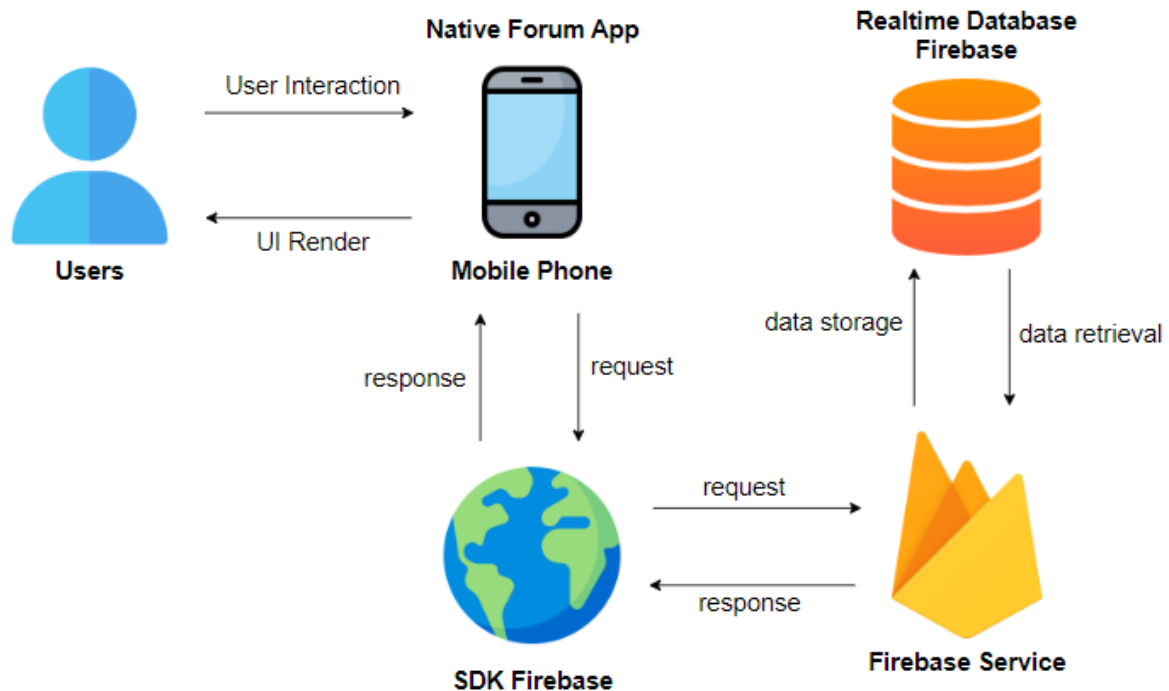 Native Forum App
Realtime Database
Firebase
User Interaction
UI Render
Users
Mobile Phone
data storage
data retrieval
response
request
request
response
SDK Firebase
Firebase Service